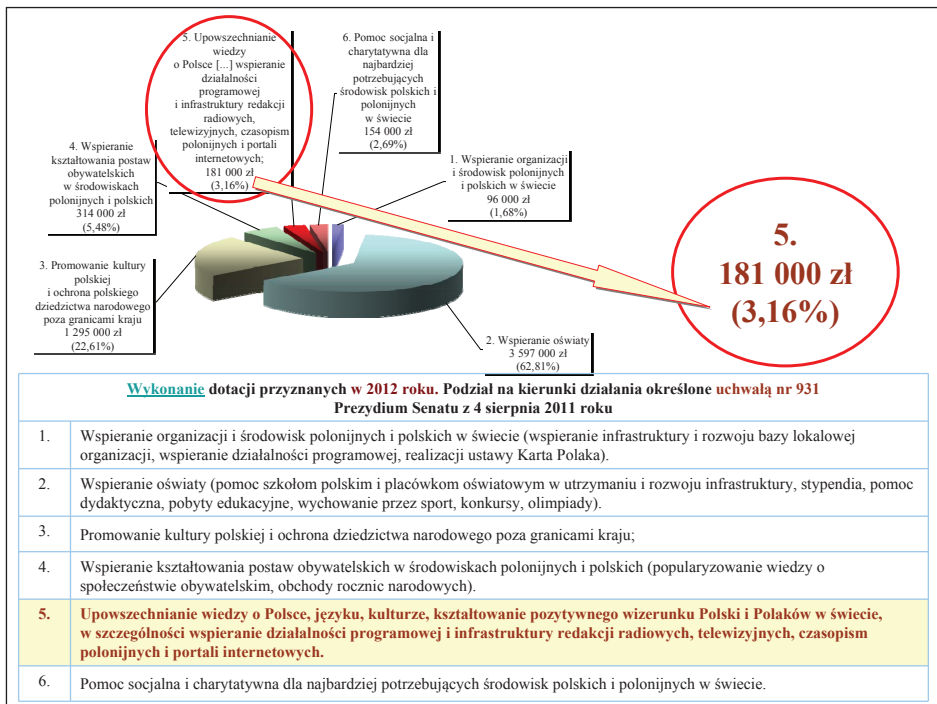 5. Upowszechnianie
wiedzy
o Polsce [...] wspieranie
działalności
programowej
i infrastruktury redakcji
radiowych,
telewizyjnych, czasopism
polonijnych i portali
internetowych;
181 000 zł
(3,16%)
6. Pomoc socjalna i
charytatywna dla
najbardziej
potrzebujących
środowisk polskich i
polonijnych
w świecie
154 000 zł
(2,69%)
4. Wspieranie
kształtowania postaw
obywatelskich
w środowiskach
polonijnych i polskich
314 000 zł
(5,48%)
1. Wspieranie organizacji
i środowisk polonijnych
i polskich w świecie
96 000 zł
(1,68%)
3. Promowanie kultury
polskiej
i ochrona polskiego
dziedzictwa narodowego
poza granicami kraju
1 295 000 zł
(22,61%)
2. Wspieranie oświaty
3 597 000 zł
(62,81%)
5.
181 000 zł
(3,16%)
Wykonanie dotacji przyznanych w 2012 roku. Podział na kierunki działania określone uchwałą nr 931
Prezydium Senatu z 4 sierpnia 2011 roku
1. Wspieranie organizacji i środowisk polonijnych i polskich w świecie (wspieranie infrastruktury i rozwoju bazy lokalowej
organizacji, wspieranie działalności programowej, realizacji ustawy Karta Polaka).
2. Wspieranie oświaty (pomoc szkołom polskim i placówkom oświatowym w utrzymaniu i rozwoju infrastruktury, stypendia, pomoc
dydaktyczna, pobyty edukacyjne, wychowanie przez sport, konkursy, olimpiady).
3. Promowanie kultury polskiej i ochrona dziedzictwa narodowego poza granicami kraju;
4. Wspieranie kształtowania postaw obywatelskich w środowiskach polonijnych i polskich (popularyzowanie wiedzy o
społeczeństwie obywatelskim, obchody rocznic narodowych).
5. Upowszechnianie wiedzy o Polsce, języku, kulturze, kształtowanie pozytywnego wizerunku Polski i Polaków w świecie,
w szczególności wspieranie działalności programowej i infrastruktury redakcji radiowych, telewizyjnych, czasopism
polonijnych i portali internetowych.
6. Pomoc socjalna i charytatywna dla najbardziej potrzebujących środowisk polskich i polonijnych w świecie.